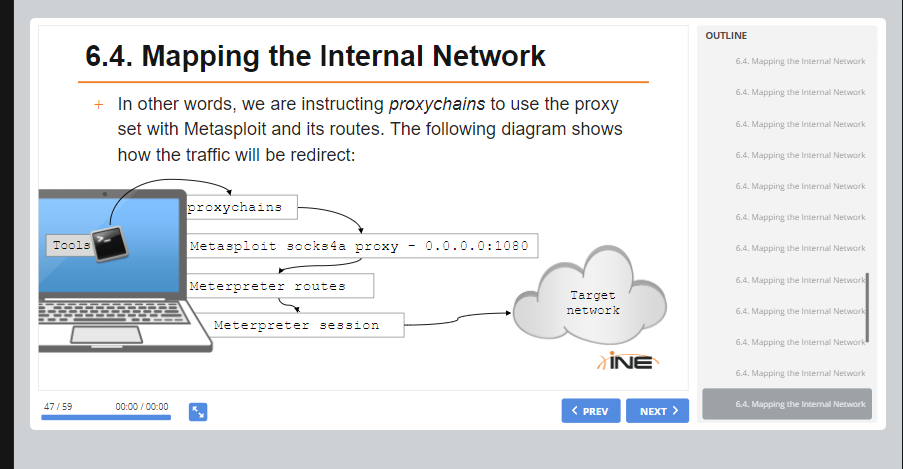 6.4. Mapping the Internal Network
+ In other words, we are instructing proxychains to use the proxy
set with Metasploit and its routes. The following diagram shows
how the traffic will be redirect:
proxychains
Tools
Metasploit socks4a proxy - 0.0.0.0:1080
Meterpreter routes
Meterpreter session
Target
network
INE
47 / 59
00:00 / 00:00
PREV
NEXT
OUTLINE
6.4. Mapping the Internal Network
6.4. Mapping the Internal Network
6.4. Mapping the Internal Network
6.4. Mapping the Internal Network
6.4. Mapping the Internal Network
6.4. Mapping the Internal Network
6.4. Mapping the Internal Network
6.4. Mapping the Internal Network
6.4. Mapping the Internal Network
6.4. Mapping the Internal Network
6.4. Mapping the Internal Network
6.4. Mapping the Internal Network